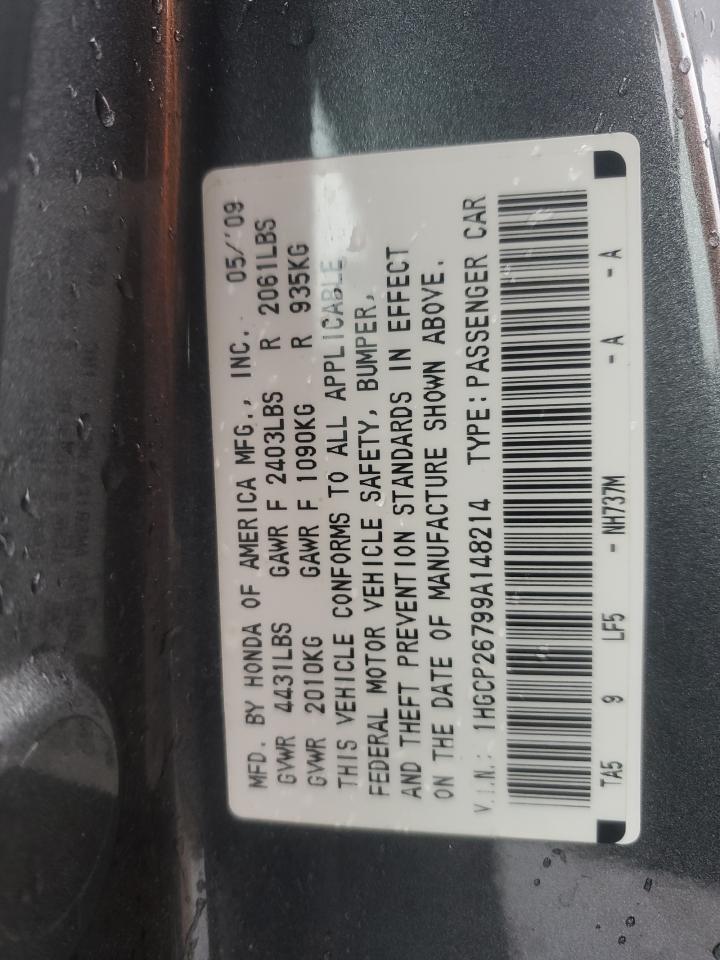 MFD. BY HONDA OF AMERICA MFG., INC. 05/'09
GVWR 4431LBS GAWR F 2403LBS R 2061LBS
GVWR 2010KG GAWR F 1090KG R 935KG
THIS VEHICLE CONFORMS TO ALL APPLICABLE
FEDERAL MOTOR VEHICLE SAFETY, BUMPER,
AND THEFT PREVENTION STANDARDS IN EFFECT
ON THE DATE OF MANUFACTURE SHOWN ABOVE.
V.I.N.: 1HGCP26799A148214 TYPE: PASSENGER CAR
TA5 9 LF5 - NH737M - A - A